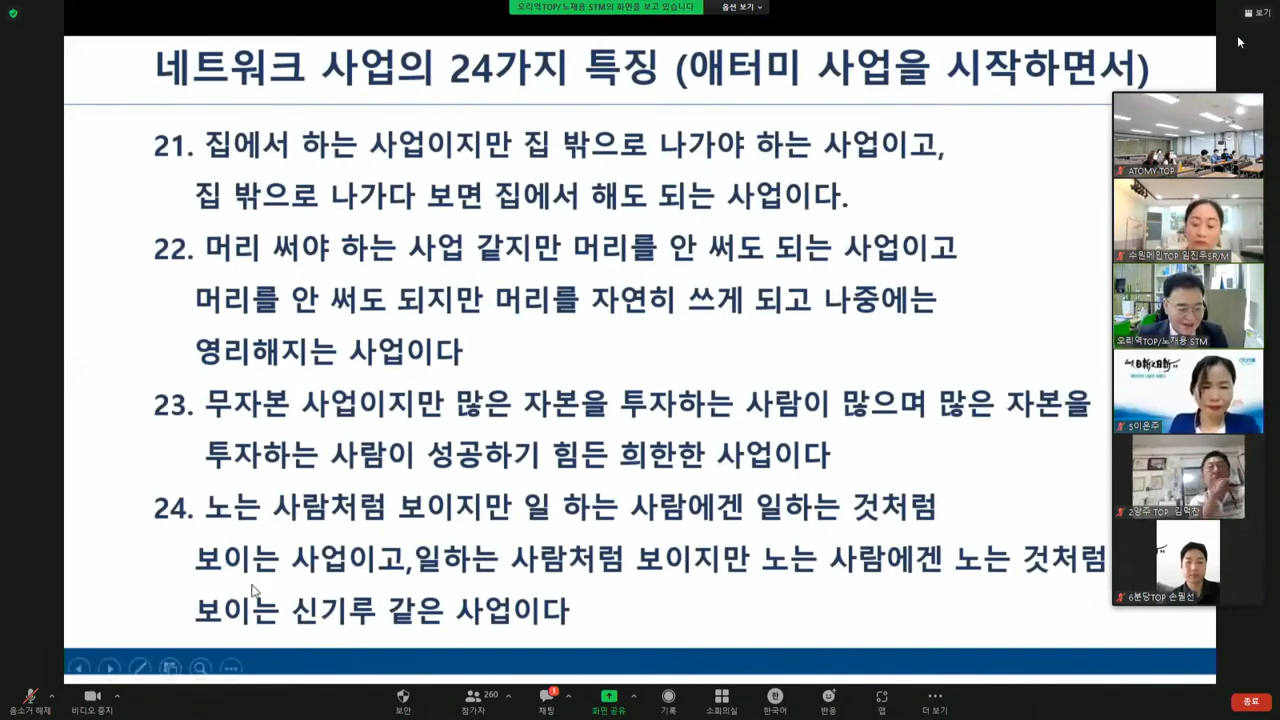 오리역TOP/노재용 STM의 화면을 보고 있습니다
옵션 보기
보기
네트워크 사업의 24가지 특징 (애터미 사업을 시작하면서)
21. 집에서 하는 사업이지만 집 밖으로 나가야 하는 사업이고,
집 밖으로 나가다 보면 집에서 해도 되는 사업이다.
22. 머리 써야 하는 사업 같지만 머리를 안 써도 되는 사업이고
머리를 안 써도 되지만 머리를 자연히 쓰게 되고 나중에는
영리해지는 사업이다
23. 무자본 사업이지만 많은 자본을 투자하는 사람이 많으며 많은 자본을
투자하는 사람이 성공하기 힘든 희한한 사업이다
24. 노는 사람처럼 보이지만 일 하는 사람에겐 일하는 것처럼
보이는 사업이고,일하는 사람처럼 보이지만 노는 사람에겐 노는 것처럼
보이는 신기루 같은 사업이다
ATOMY TOP
수원메인TOP 임진우SR/M
오리역TOP/노재용 STM
5이은주
2양주 TOP 김덕찬
6분당TOP 손필선
음소거 해제
비디오 중지
보안
260
참가자
1
채팅
화면 공유
기록
소회의실
한
한국어
반응
앱
더 보기
종료